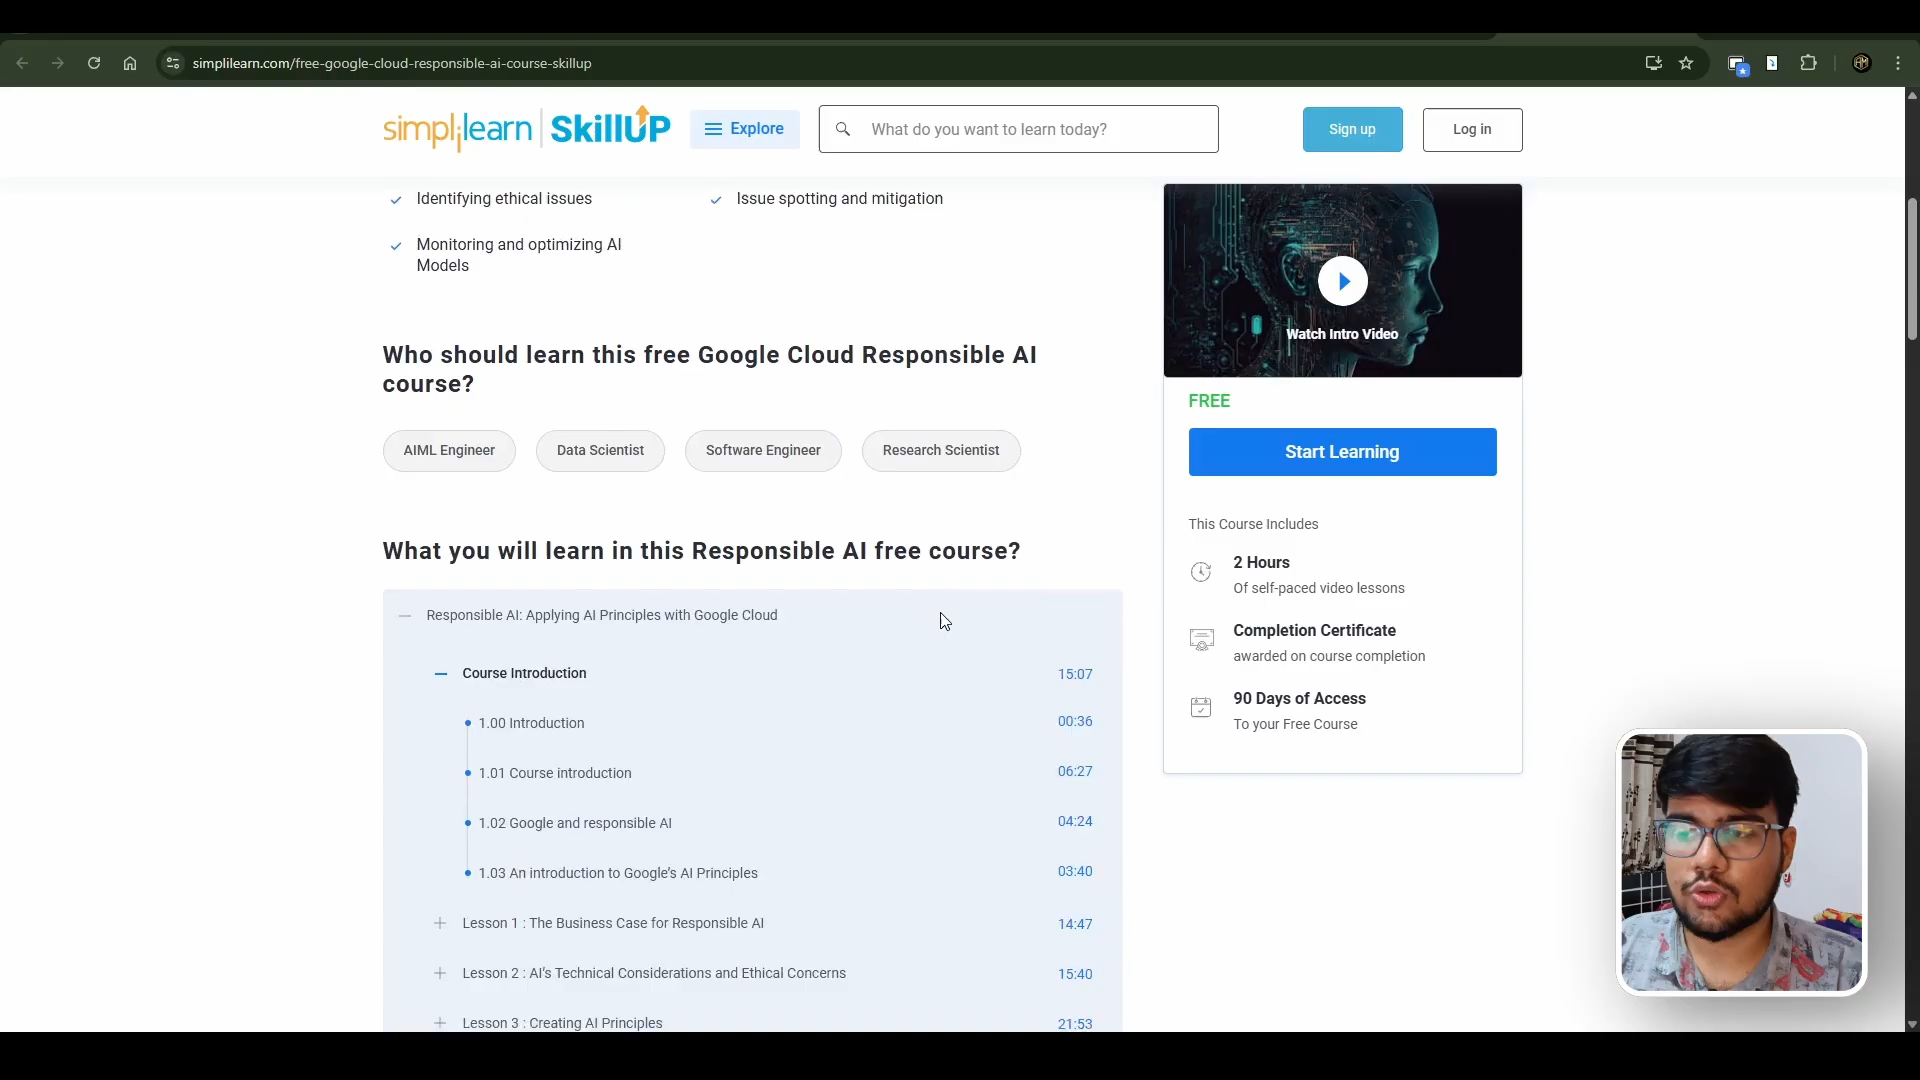 simplilearn.com/free-google-cloud-responsible-ai-course-skillup
simplilearn | SkillUP
Explore
What do you want to learn today?
Sign up
Log in
Identifying ethical issues
Issue spotting and mitigation
Monitoring and optimizing AI
Models
Who should learn this free Google Cloud Responsible AI
course?
AIML Engineer
Data Scientist
Software Engineer
Research Scientist
What you will learn in this Responsible AI free course?
Responsible AI: Applying AI Principles with Google Cloud
Course Introduction 15:07
1.00 Introduction 00:36
1.01 Course introduction 06:27
1.02 Google and responsible AI 04:24
1.03 An introduction to Google's AI Principles 03:40
Lesson 1 : The Business Case for Responsible AI 14:47
Lesson 2 : AI's Technical Considerations and Ethical Concerns 15:40
Lesson 3 : Creating AI Principles 21:53
Watch Intro Video
FREE
Start Learning
This Course Includes
2 Hours
Of self-paced video lessons
Completion Certificate
awarded on course completion
90 Days of Access
To your Free Course